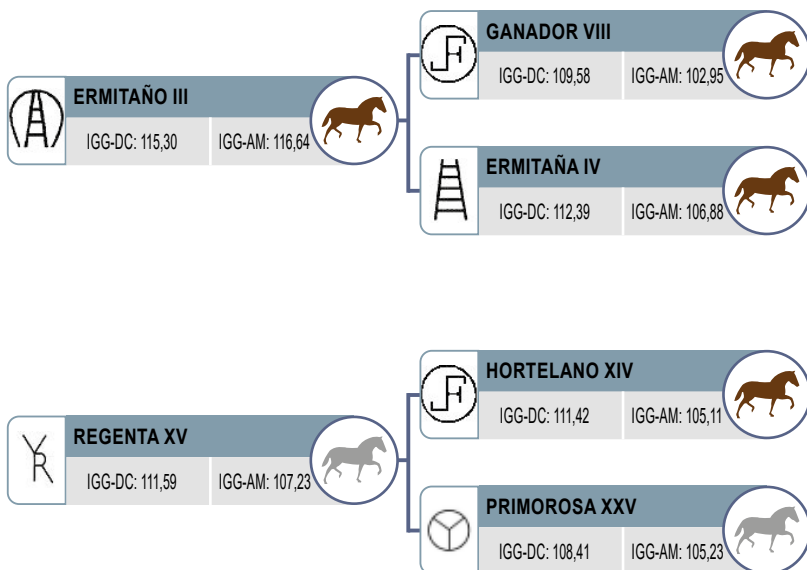 GANADOR VIII
IGG-DC: 109,58 IGG-AM: 102,95
ERMITAÑO III
IGG-DC: 115,30 IGG-AM: 116,64
ERMITAÑA IV
IGG-DC: 112,39 IGG-AM: 106,88
HORTELANO XIV
IGG-DC: 111,42 IGG-AM: 105,11
REGENTA XV
IGG-DC: 111,59 IGG-AM: 107,23
PRIMOROSA XXV
IGG-DC: 108,41 IGG-AM: 105,23